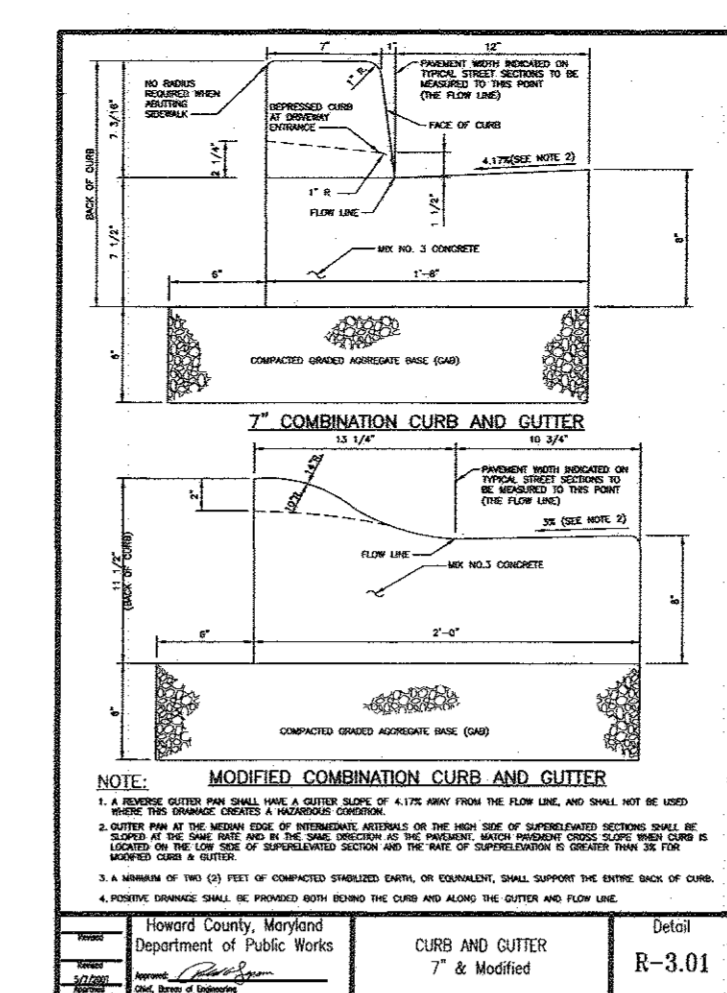 7"
1"
12"
NO RADIUS
REQUIRED WHEN
ABUTTING
SIDEWALK
1" R.
PAVEMENT WIDTH INDICATED ON
TYPICAL STREET SECTIONS TO BE
MEASURED TO THIS POINT
(THE FLOW LINE)
BACK OF CURB
7 3/16"
DEPRESSED CURB
AT DRIVEWAY
ENTRANCE
FACE OF CURB
2 1/4"
4.17%(SEE NOTE 2)
1" R
FLOW LINE
1 1/2"
7 1/2"
MIX NO. 3 CONCRETE
8"
6"
1'-8"
6"
COMPACTED GRADED AGGREGATE BASE (GAB)
7" COMBINATION CURB AND GUTTER
13 1/4"
10 3/4"
PAVEMENT WIDTH INDICATED ON
TYPICAL STREET SECTIONS TO
BE MEASURED TO THIS POINT
(THE FLOW LINE)
2"
3% (SEE NOTE 2)
FLOW LINE
MIX NO.3 CONCRETE
11 1/2"
(BACK OF CURB)
8"
6"
2'-0"
6"
COMPACTED GRADED AGGREGATE BASE (GAB)
NOTE:
MODIFIED COMBINATION CURB AND GUTTER
1. A REVERSE GUTTER PAN SHALL HAVE A GUTTER SLOPE OF 4.17% AWAY FROM THE FLOW LINE, AND SHALL NOT BE USED
WHERE THIS DRAINAGE CREATES A HAZARDOUS CONDITION.
2. GUTTER PAN AT THE MEDIAN EDGE OF INTERMEDIATE ARTERIALS OR THE HIGH SIDE OF SUPERELEVATED SECTIONS SHALL BE
SLOPED AT THE SAME RATE AND IN THE SAME DIRECTION AS THE PAVEMENT. MATCH PAVEMENT CROSS SLOPE WHEN CURB IS
LOCATED ON THE LOW SIDE OF SUPERELEVATED SECTION AND THE RATE OF SUPERELEVATION IS GREATER THAN 3% FOR
MODIFIED CURB & GUTTER.
3. A MINIMUM OF TWO (2) FEET OF COMPACTED STABILIZED EARTH, OR EQUIVALENT, SHALL SUPPORT THE ENTIRE BACK OF CURB.
4. POSITIVE DRAINAGE SHALL BE PROVIDED BOTH BEHIND THE CURB AND ALONG THE GUTTER AND FLOW LINE.
Revised
Revised
5/7/2007
Approved
Howard County, Maryland
Department of Public Works
Approved:
Chief, Bureau of Engineering
CURB AND GUTTER
7" & Modified
Detail
R-3.01